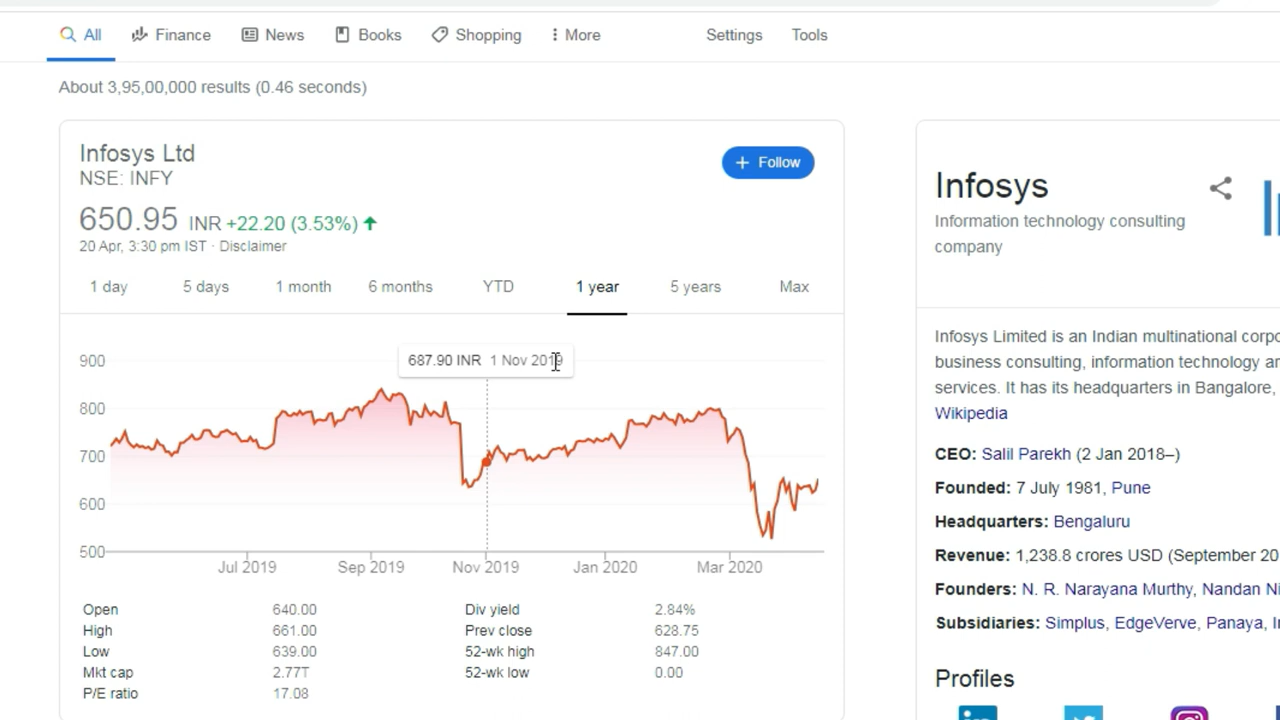 All Finance News Books Shopping More Settings Tools
About 3,95,00,000 results (0.46 seconds)
Infosys Ltd
NSE: INFY
+ Follow
650.95 INR +22.20 (3.53%)
20 Apr, 3:30 pm IST · Disclaimer
1 day 5 days 1 month 6 months YTD 1 year 5 years Max
687.90 INR 1 Nov 2019
900
800
700
600
500
Jul 2019 Sep 2019 Nov 2019 Jan 2020 Mar 2020
Open 640.00 Div yield 2.84%
High 661.00 Prev close 628.75
Low 639.00 52-wk high 847.00
Mkt cap 2.77T 52-wk low 0.00
P/E ratio 17.08
Infosys
Information technology consulting
company
Infosys Limited is an Indian multinational
business consulting, information technology
services. It has its headquarters in Bangalore,
Wikipedia
CEO: Salil Parekh (2 Jan 2018–)
Founded: 7 July 1981, Pune
Headquarters: Bengaluru
Revenue: 1,238.8 crores USD (September
Founders: N. R. Narayana Murthy, Nandan
Subsidiaries: Simplus, EdgeVerve, Panaya,
Profiles